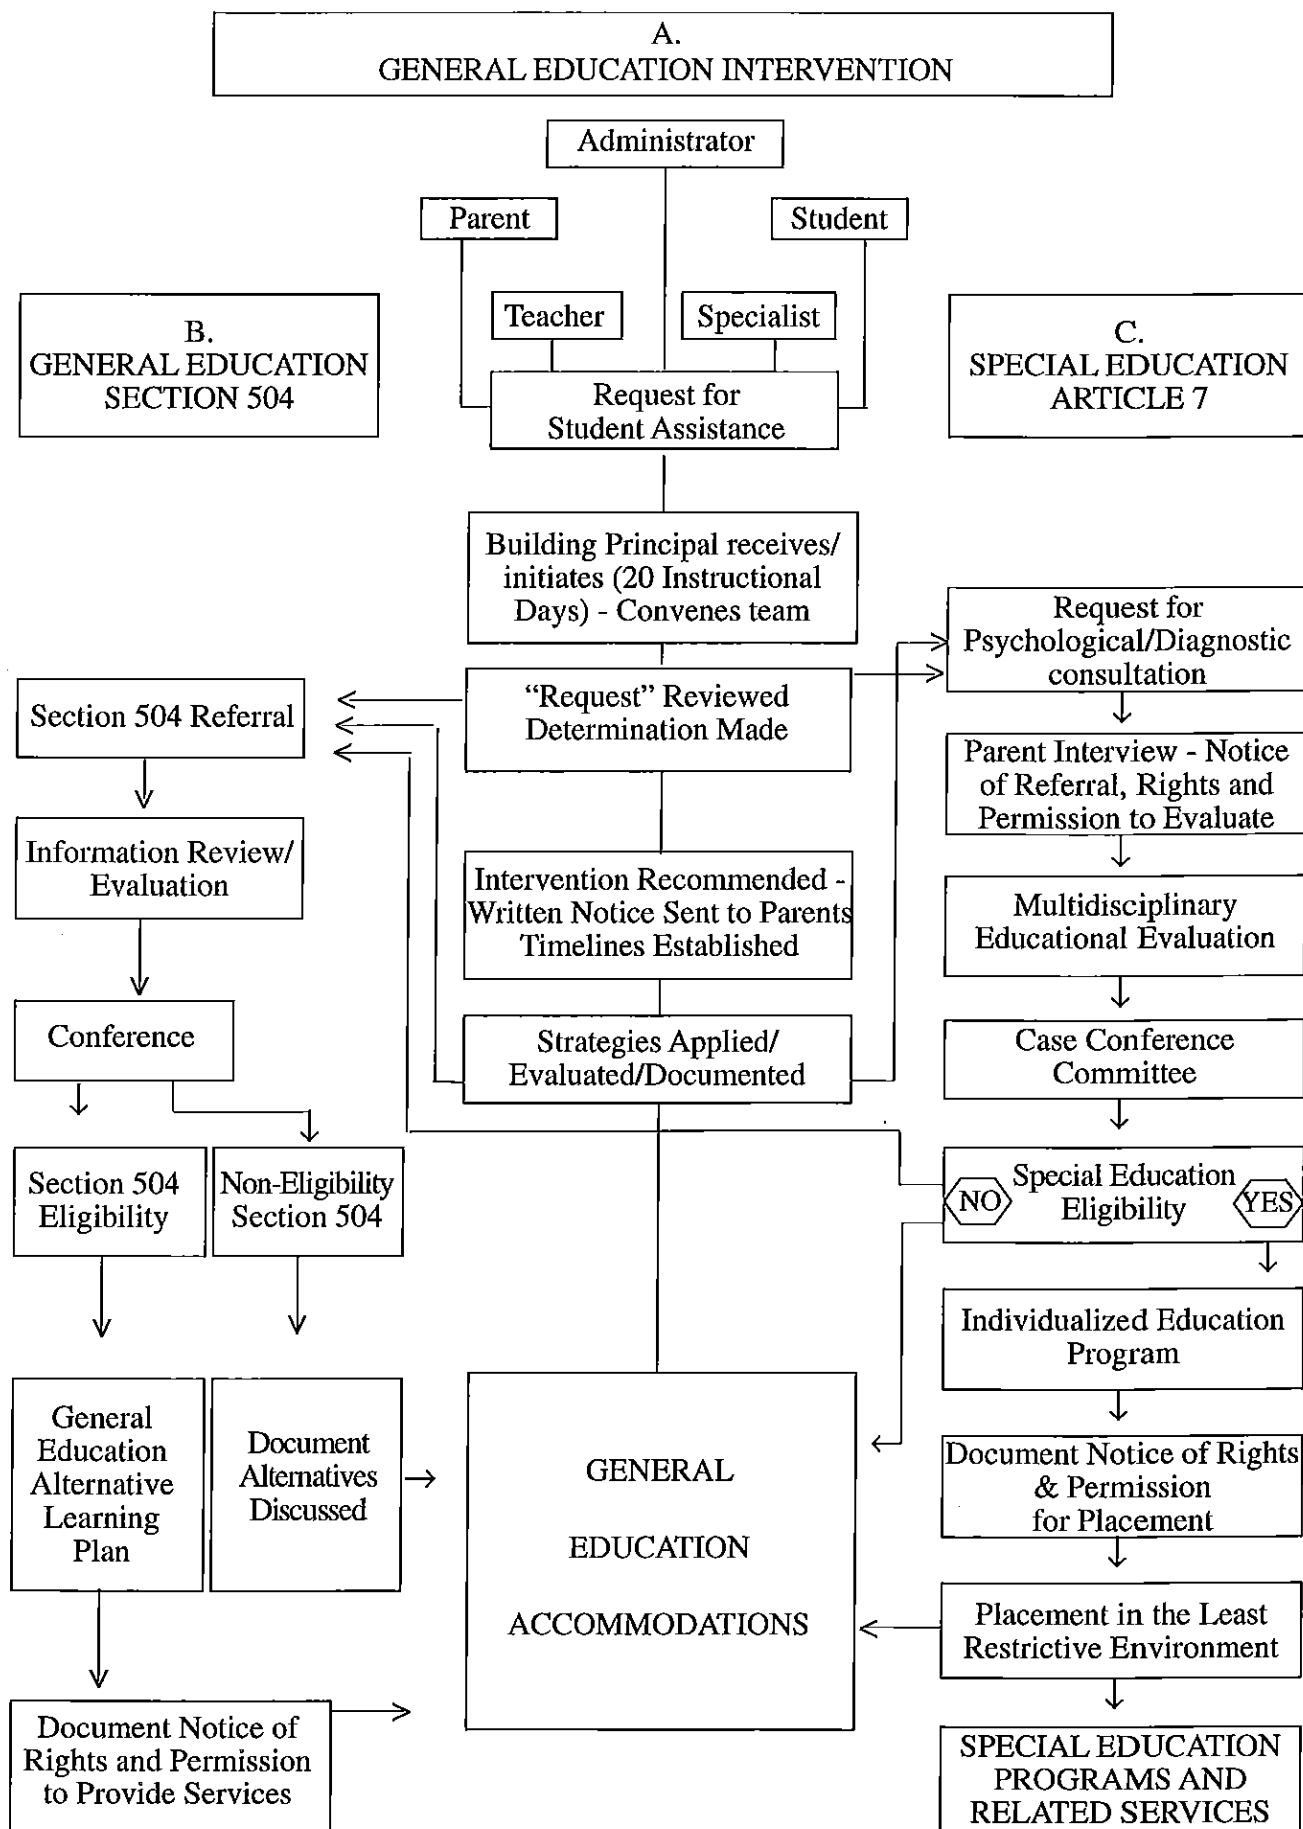 A.
GENERAL EDUCATION INTERVENTION
Administrator
Parent
Student
Teacher
Specialist
B.
GENERAL EDUCATION
SECTION 504
C.
SPECIAL EDUCATION
ARTICLE 7
Request for
Student Assistance
Building Principal receives/
initiates (20 Instructional
Days) - Convenes team
Request for
Psychological/Diagnostic
consultation
Section 504 Referral
“Request” Reviewed
Determination Made
Parent Interview - Notice
of Referral, Rights and
Permission to Evaluate
Information Review/
Evaluation
Intervention Recommended -
Written Notice Sent to Parents
Timelines Established
Multidisciplinary
Educational Evaluation
Conference
Strategies Applied/
Evaluated/Documented
Case Conference
Committee
Section 504
Eligibility
Non-Eligibility
Section 504
NO
Special Education
Eligibility
YES
Individualized Education
Program
General
Education
Alternative
Learning
Plan
Document
Alternatives
Discussed
GENERAL
EDUCATION
ACCOMMODATIONS
Document Notice of Rights
& Permission
for Placement
Placement in the Least
Restrictive Environment
Document Notice of
Rights and Permission
to Provide Services
SPECIAL EDUCATION
PROGRAMS AND
RELATED SERVICES